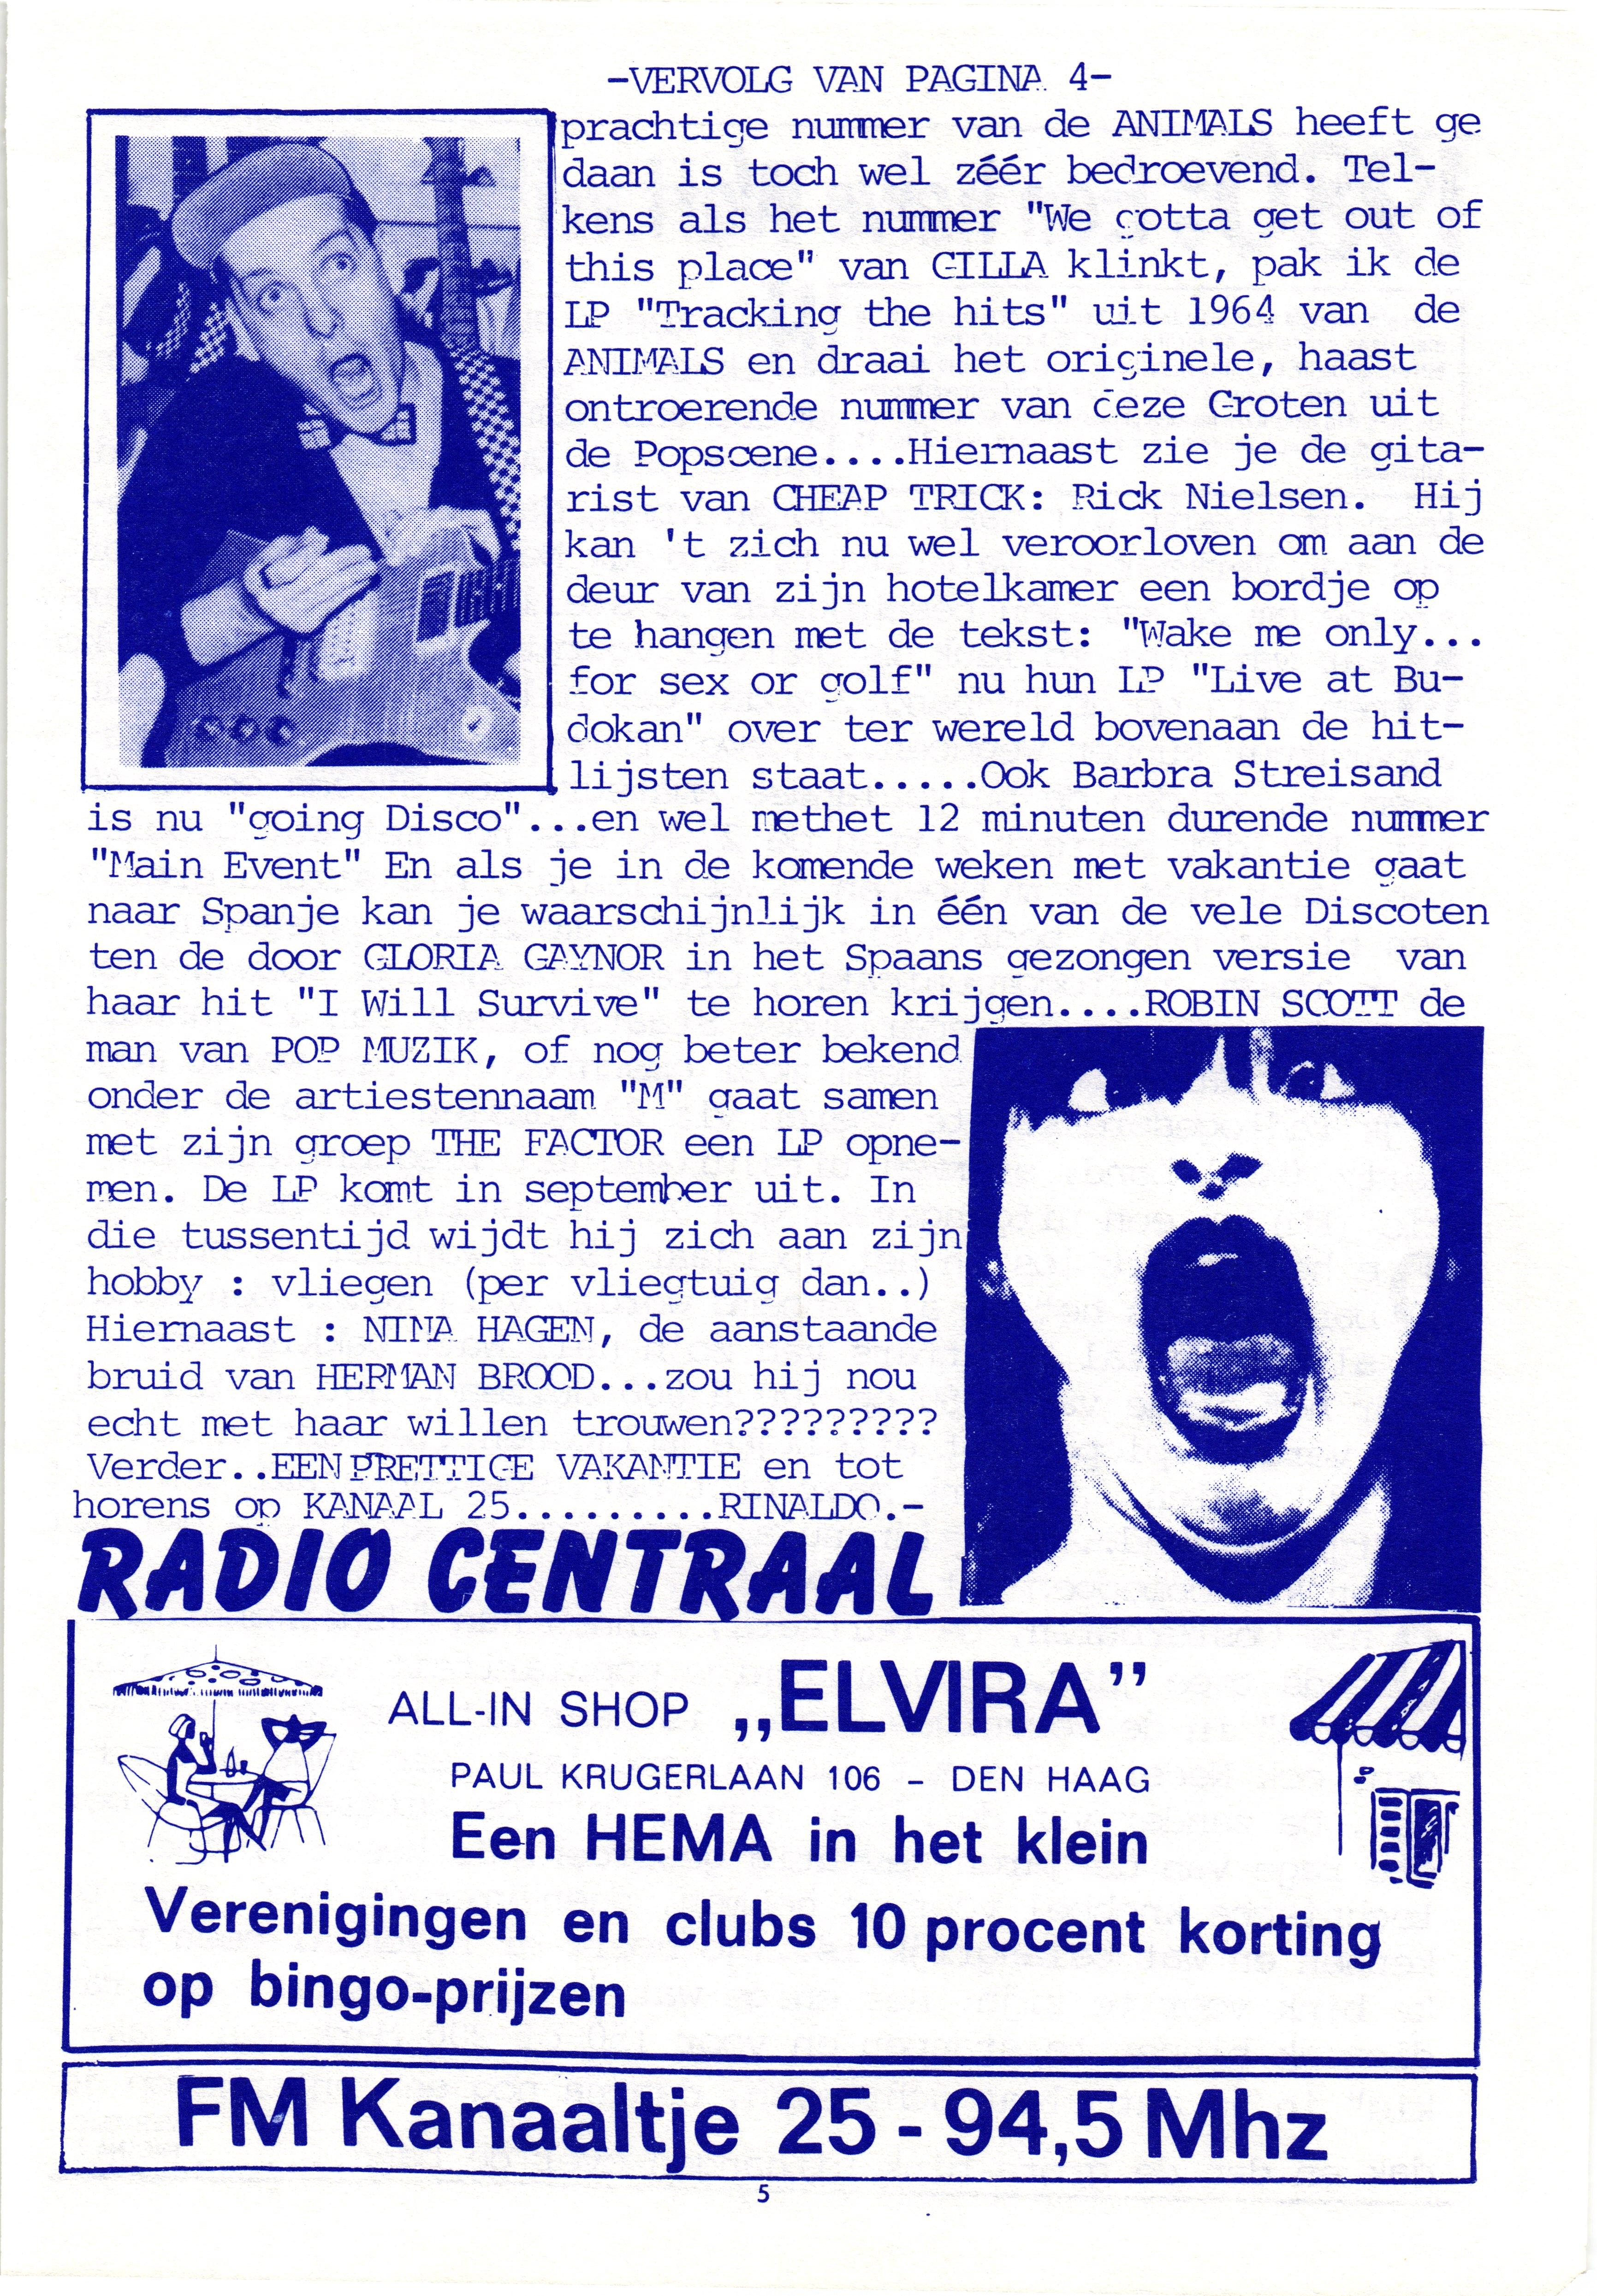 -VERVOLG VAN PAGINA 4-
prachtige nummer van de ANIMALS heeft ge
daan is toch wel zéér bedroevend. Tel-
kens als het nummer "We gotta get out of
this place" van GILLA klinkt, pak ik de
LP "Tracking the hits" uit 1964 van de
ANIMALS en draai het originele, haast
ontroerende nummer van deze Groten uit
de Popscene....Hiernaast zie je de gita-
rist van CHEAP TRICK: Rick Nielsen. Hij
kan 't zich nu wel veroorloven om aan de
deur van zijn hotelkamer een bordje op
te hangen met de tekst: "Wake me only...
for sex or golf" nu hun LP "Live at Bu-
dokan" over ter wereld bovenaan de hit-
lijsten staat.....Ook Barbra Streisand
is nu "going Disco"...en wel methet 12 minuten durende nummer
"Main Event" En als je in de komende weken met vakantie gaat
naar Spanje kan je waarschijnlijk in één van de vele Discoten
ten de door GLORIA GAYNOR in het Spaans gezongen versie van
haar hit "I Will Survive" te horen krijgen....ROBIN SCOTT de
man van POP MUZIK, of nog beter bekend
onder de artiestennaam "M" gaat samen
met zijn groep THE FACTOR een LP opne-
men. De LP komt in september uit. In
die tussentijd wijdt hij zich aan zijn
hobby : vliegen (per vliegtuig dan..)
Hiernaast : NINA HAGEN, de aanstaande
bruid van HERMAN BROOD...zou hij nou
echt met haar willen trouwen?????????
Verder..EEN PRETTIGE VAKANTIE en tot
horens op KANAAL 25.........RINALDO.-
RADIO CENTRAAL
ALL-IN SHOP „ELVIRA”
PAUL KRUGERLAAN 106 - DEN HAAG
Een HEMA in het klein
Verenigingen en clubs 10 procent korting
op bingo-prijzen
FM Kanaaltje 25 - 94,5 Mhz
5